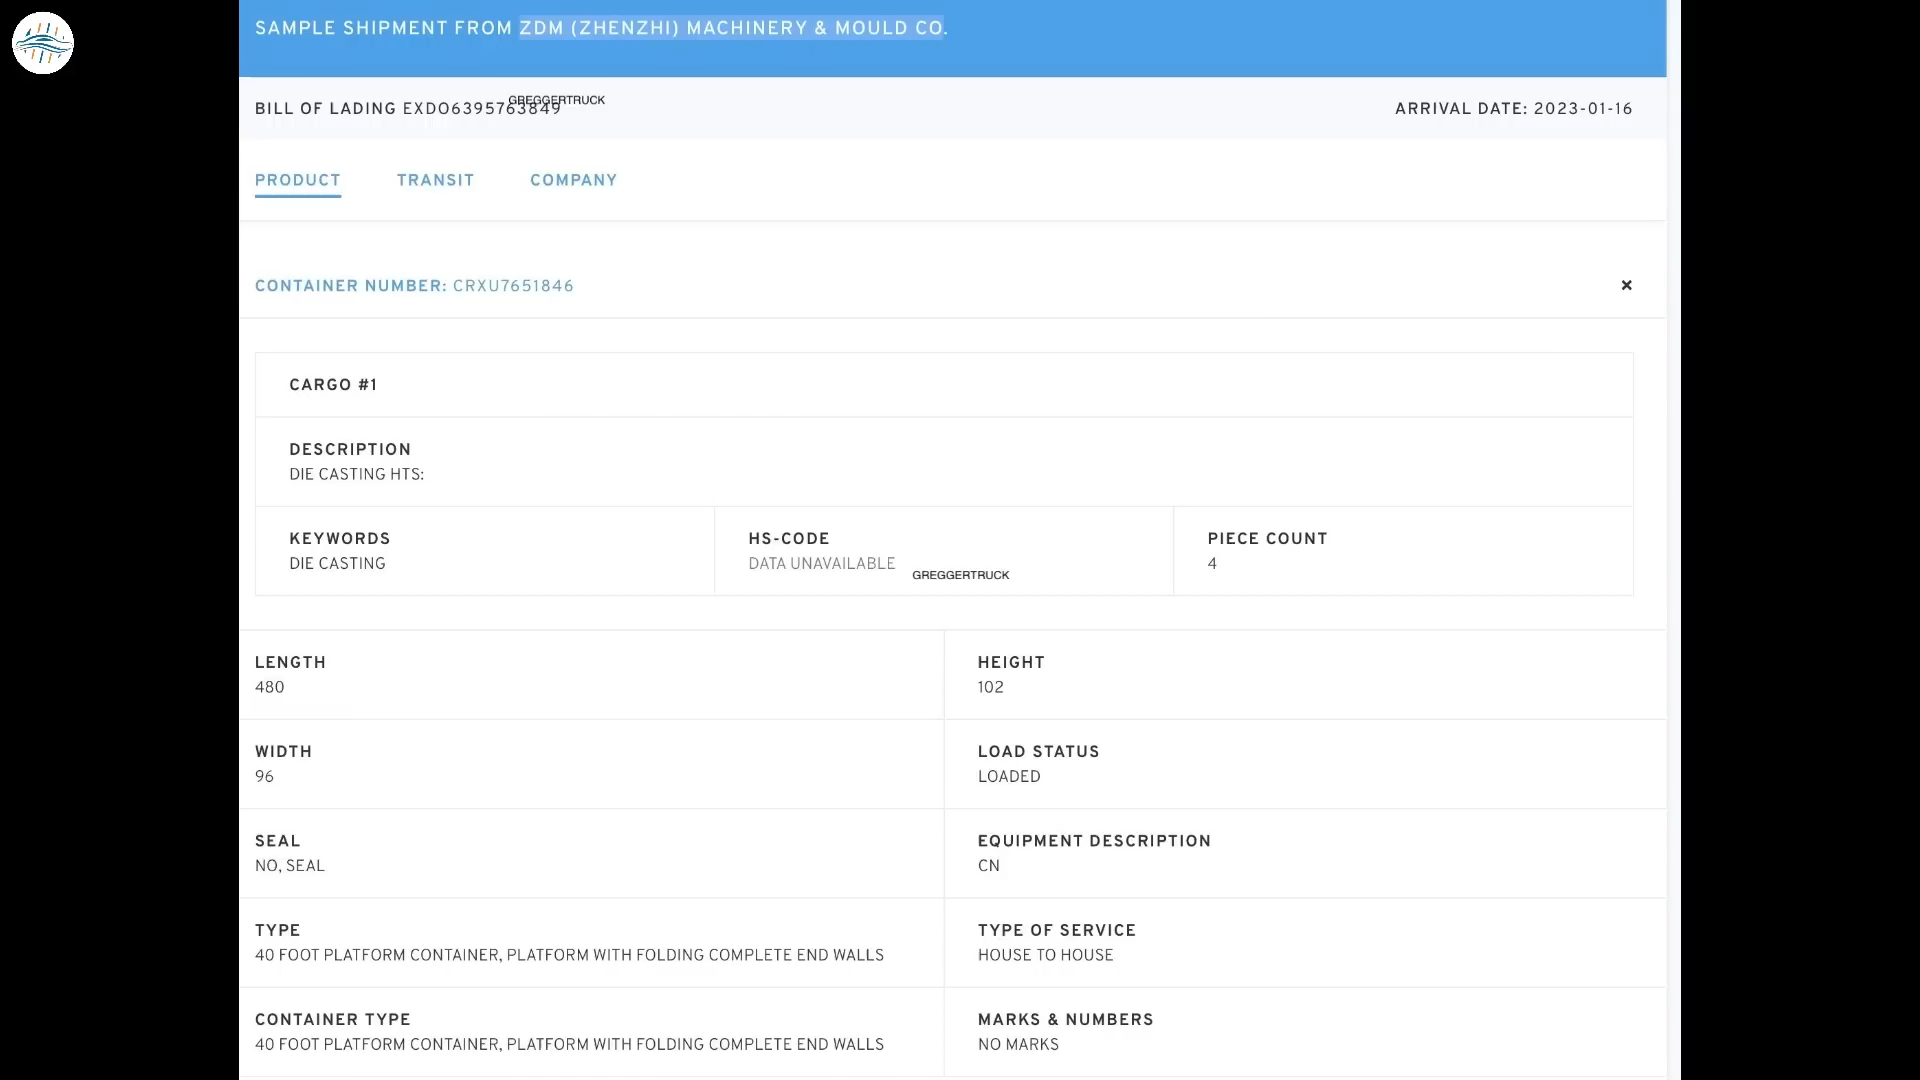 SAMPLE SHIPMENT FROM ZDM (ZHENZHI) MACHINERY & MOULD CO.
GREGGERTRUCK
BILL OF LADING EXDO6395763849
ARRIVAL DATE: 2023-01-16
PRODUCT TRANSIT COMPANY
CONTAINER NUMBER: CRXU7651846
×
CARGO #1
DESCRIPTION
DIE CASTING HTS:
KEYWORDS
DIE CASTING
HS-CODE
DATA UNAVAILABLE
GREGGERTRUCK
PIECE COUNT
4
LENGTH
480
HEIGHT
102
WIDTH
96
LOAD STATUS
LOADED
SEAL
NO, SEAL
EQUIPMENT DESCRIPTION
CN
TYPE
40 FOOT PLATFORM CONTAINER, PLATFORM WITH FOLDING COMPLETE END WALLS
TYPE OF SERVICE
HOUSE TO HOUSE
CONTAINER TYPE
40 FOOT PLATFORM CONTAINER, PLATFORM WITH FOLDING COMPLETE END WALLS
MARKS & NUMBERS
NO MARKS